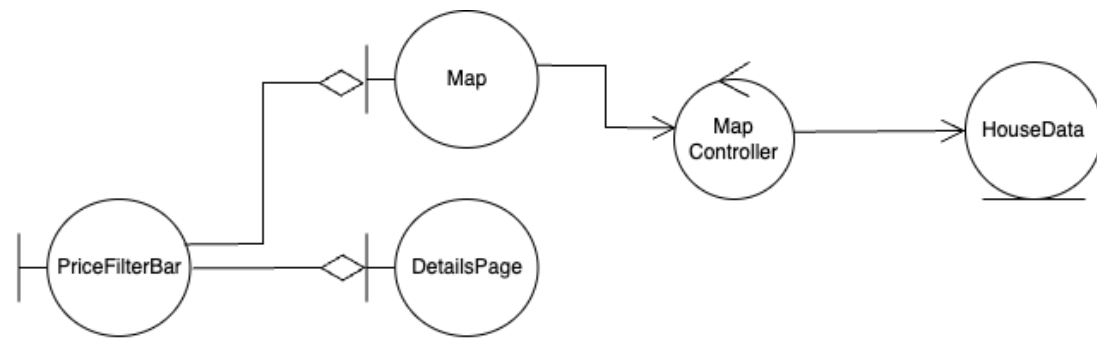 Map
Map
Controller
HouseData
PriceFilterBar
DetailsPage